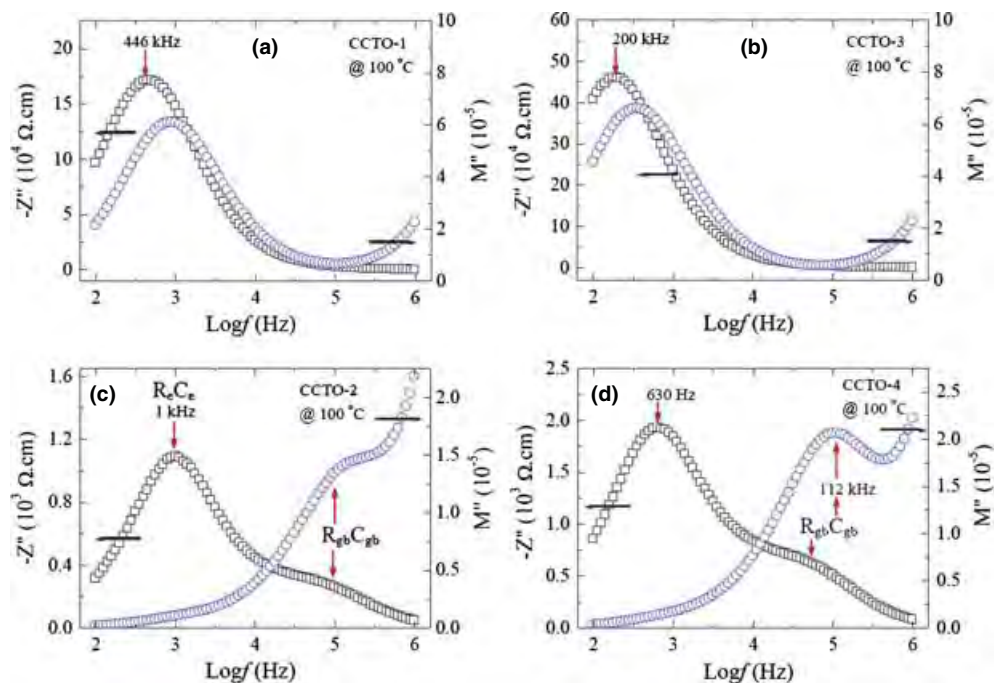 (a)
446 kHz
CCTO-1
@ 100 °C
-Z" (10⁴ Ω.cm)
20
15
10
5
0
M" (10⁻⁵)
10
8
6
4
2
0
2 3 4 5 6
Logf (Hz)
(b)
200 kHz
CCTO-3
@ 100 °C
-Z" (10⁴ Ω.cm)
60
50
40
30
20
10
0
M" (10⁻⁵)
10
8
6
4
2
0
2 3 4 5 6
Logf (Hz)
(c)
RₑCₑ
1 kHz
CCTO-2
@ 100 °C
R_gbC_gb
-Z" (10³ Ω.cm)
1.6
1.2
0.8
0.4
0.0
M" (10⁻⁵)
2.0
1.5
1.0
0.5
0.0
2 3 4 5 6
Logf (Hz)
(d)
630 Hz
CCTO-4
@ 100 °C
112 kHz
R_gbC_gb
-Z" (10³ Ω.cm)
2.5
2.0
1.5
1.0
0.5
0.0
M" (10⁻⁵)
2.5
2.0
1.5
1.0
0.5
0.0
2 3 4 5 6
Logf (Hz)